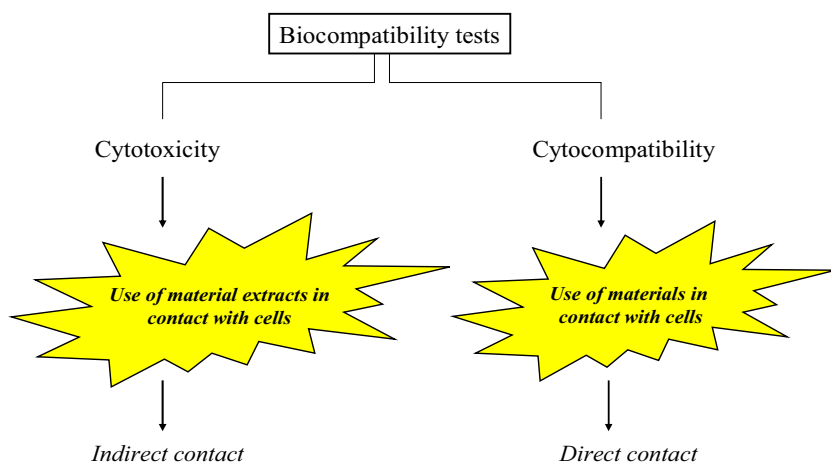 Biocompatibility tests
Cytotoxicity
Cytocompatibility
Use of material extracts in
contact with cells
Use of materials in
contact with cells
Indirect contact
Direct contact